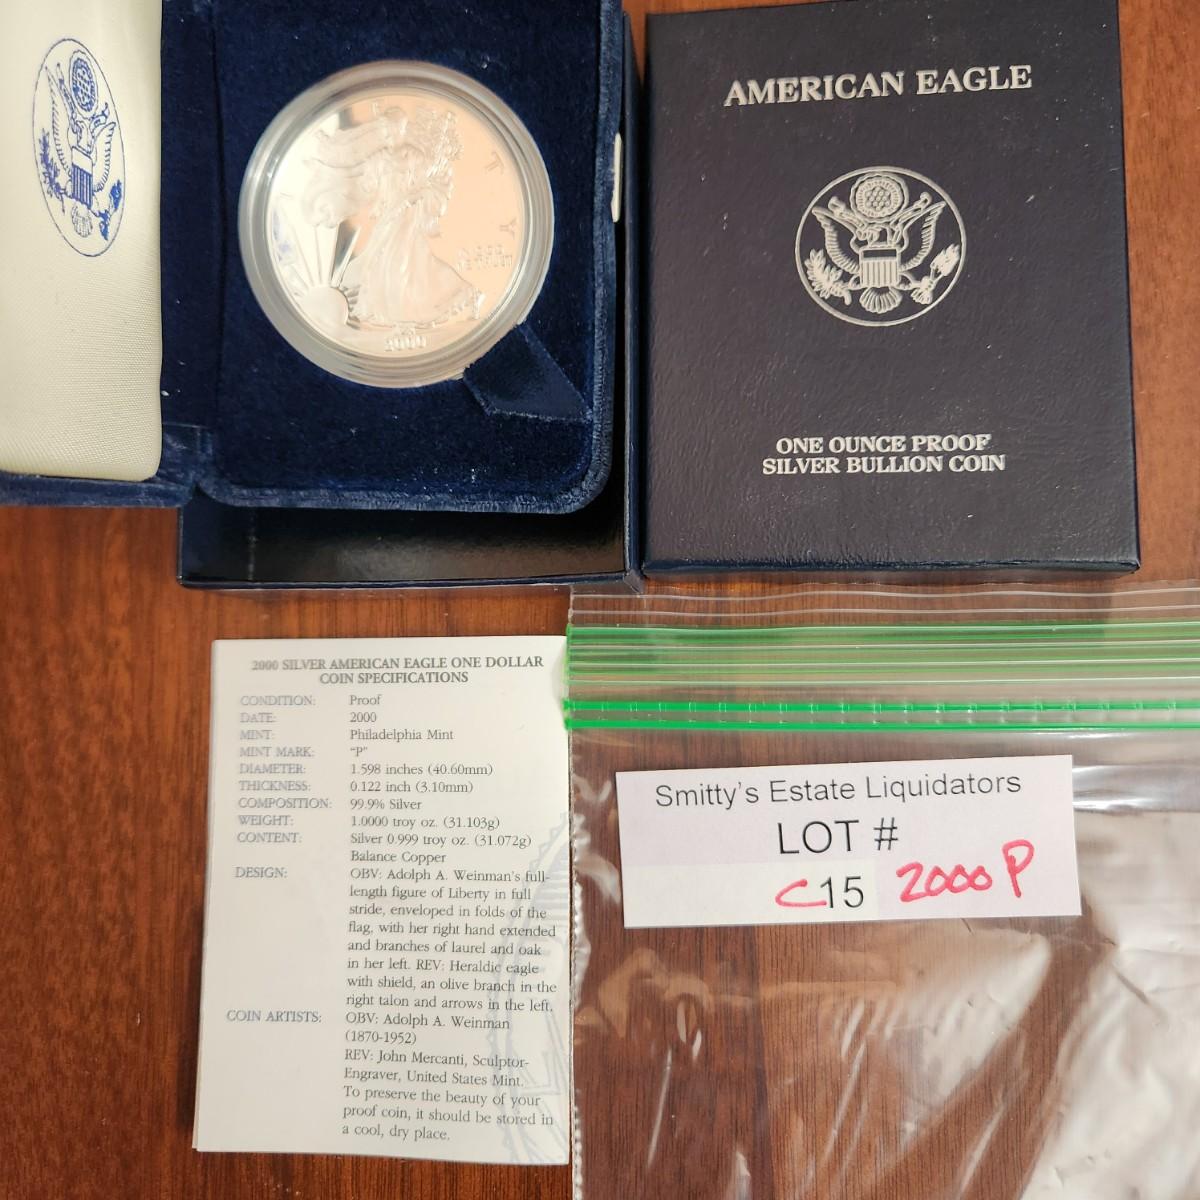 L
T
Y
2000
AMERICAN EAGLE
ONE OUNCE PROOF
SILVER BULLION COIN
2000 SILVER AMERICAN EAGLE ONE DOLLAR
COIN SPECIFICATIONS
CONDITION: Proof
DATE: 2000
MINT: Philadelphia Mint
MINT MARK: "P"
DIAMETER: 1.598 inches (40.60mm)
THICKNESS: 0.122 inch (3.10mm)
COMPOSITION: 99.9% Silver
WEIGHT: 1.0000 troy oz. (31.103g)
CONTENT: Silver 0.999 troy oz. (31.072g)
Balance Copper
DESIGN: OBV: Adolph A. Weinman's full-
length figure of Liberty in full
stride, enveloped in folds of the
flag, with her right hand extended
and branches of laurel and oak
in her left. REV: Heraldic eagle
with shield, an olive branch in the
right talon and arrows in the left.
COIN ARTISTS: OBV: Adolph A. Weinman
(1870-1952)
REV: John Mercanti, Sculptor-
Engraver, United States Mint.
To preserve the beauty of your
proof coin, it should be stored in
a cool, dry place.
Smitty's Estate Liquidators
LOT #
C15 2000 P